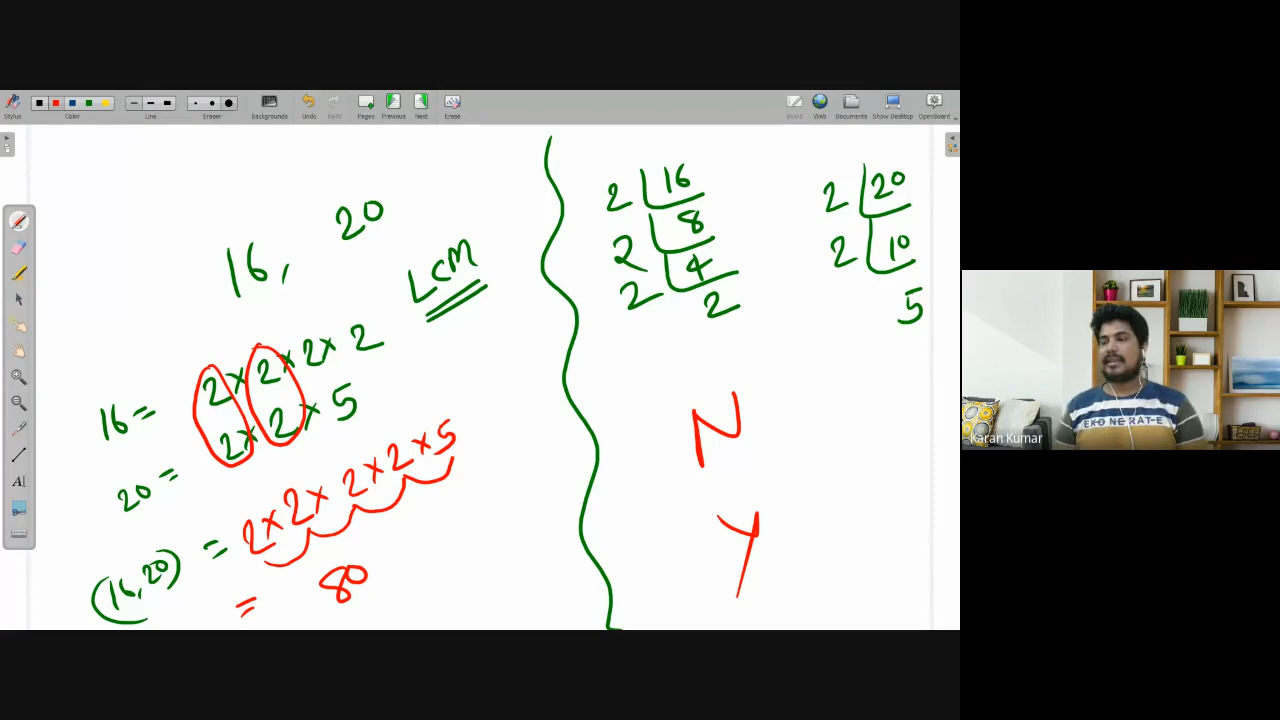 Stylus Color Line Eraser Backgrounds Undo Redo Pages Previous Next Erase Board Web Documents Show Desktop OpenBoard
16, 20
LCM
16 = 2 × 2 × 2 × 2
20 = 2 × 2 × 5
(16, 20) = 2 × 2 × 2 × 2 × 5
= 80
2 16
2 8
2 4
2
2 20
2 10
5
N
Y
Karan Kumar